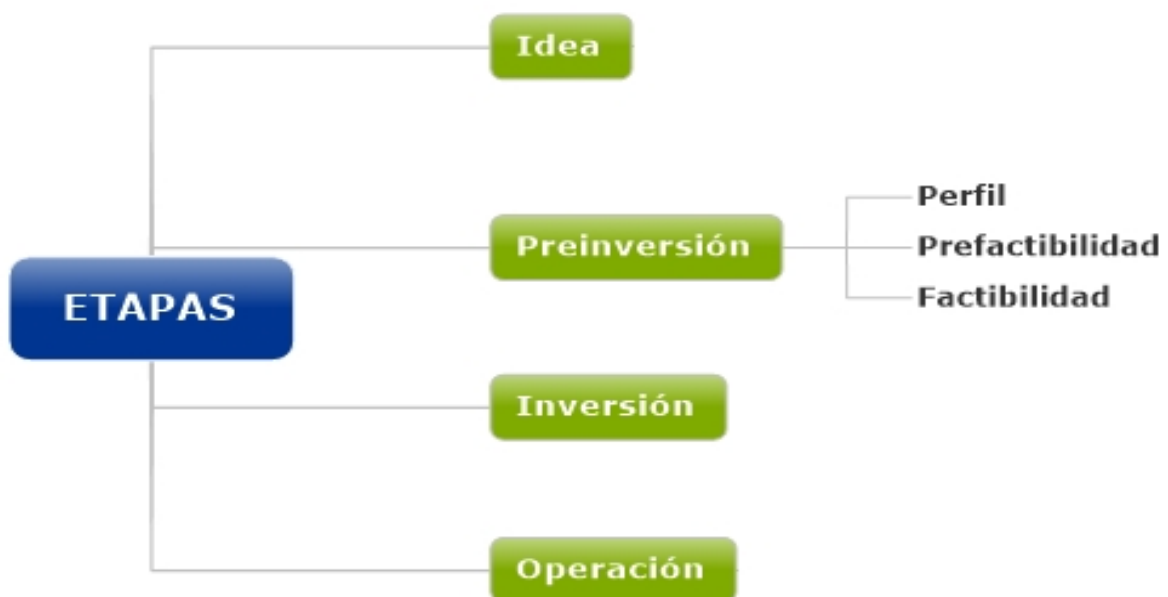 Idea
Preinversión
Perfil
Prefactibilidad
Factibilidad
ETAPAS
Inversión
Operación